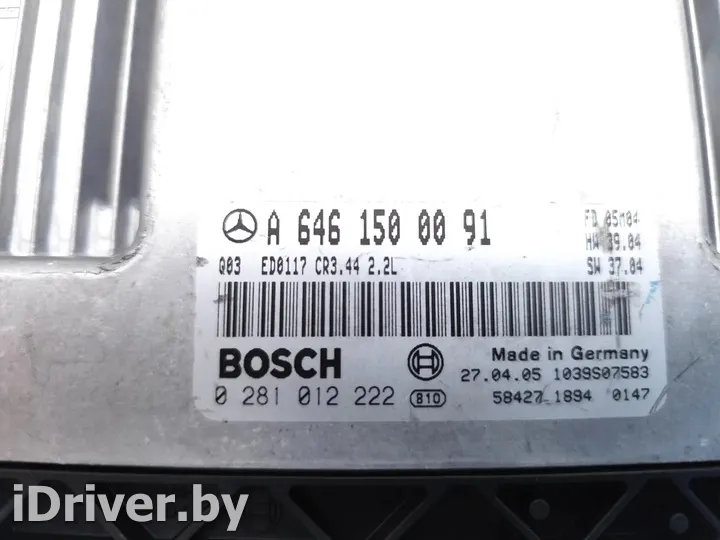 A 646 150 00 91
FD 05M04
HW 39.04
Q03 ED0117 CR3.44 2.2L
SW 37.04
BOSCH
Made in Germany
27.04.05 1039S07583
0 281 012 222 B10
58427 1894 0147
iDriver.by